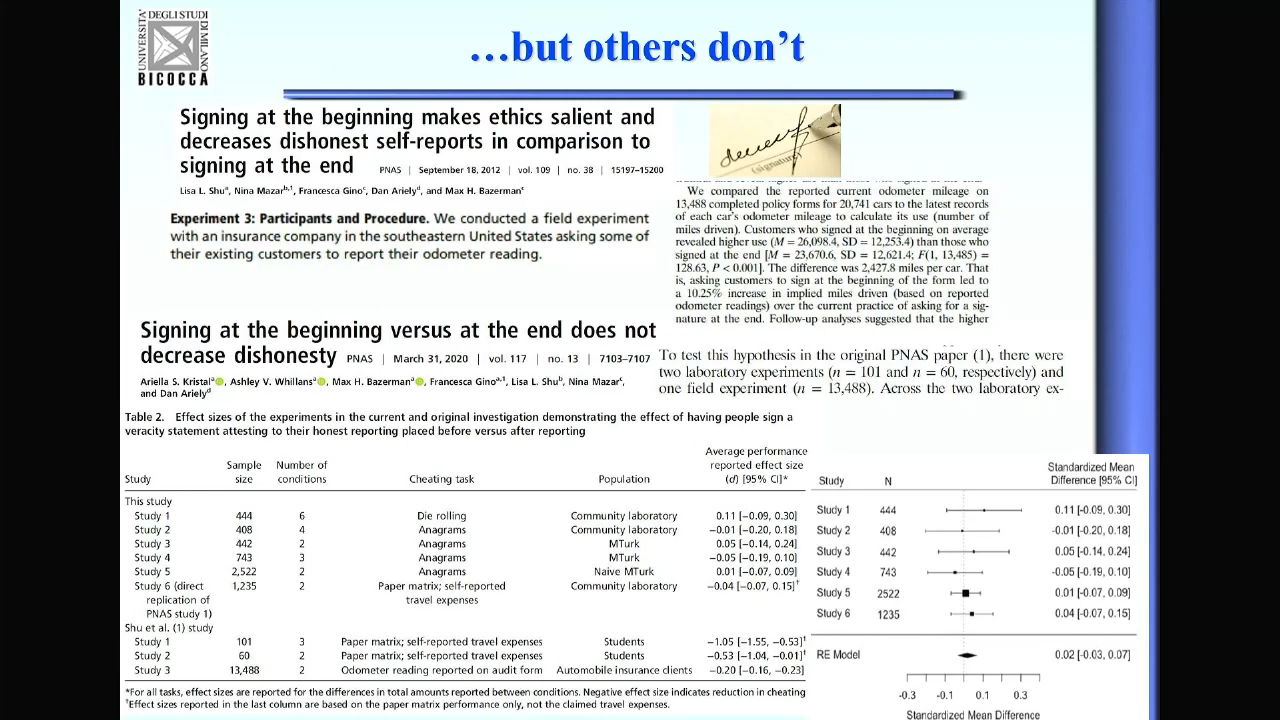 UNIVERSITA'
DEGLI STUDI
DI MILANO
BICOCCA
…but others don't
Signing at the beginning makes ethics salient and
decreases dishonest self-reports in comparison to
signing at the end PNAS | September 18, 2012 | vol. 109 | no. 38 | 15197–15200
Lisa L. Shuᵃ, Nina Mazarᵇ,¹, Francesca Ginoᶜ, Dan Arielyᵈ, and Max H. Bazermanᶜ
Experiment 3: Participants and Procedure. We conducted a field experiment
with an insurance company in the southeastern United States asking some of
their existing customers to report their odometer reading.
(signature)
We compared the reported current odometer mileage on
13,488 completed policy forms for 20,741 cars to the latest records
of each car's odometer mileage to calculate its use (number of
miles driven). Customers who signed at the beginning on average
revealed higher use (M = 26,098.4, SD = 12,253.4) than those who
signed at the end [M = 23,670.6, SD = 12,621.4; F(1, 13,485) =
128.63, P < 0.001]. The difference was 2,427.8 miles per car. That
is, asking customers to sign at the beginning of the form led to
a 10.25% increase in implied miles driven (based on reported
odometer readings) over the current practice of asking for a sig-
nature at the end. Follow-up analyses suggested that the higher
Signing at the beginning versus at the end does not
decrease dishonesty PNAS | March 31, 2020 | vol. 117 | no. 13 | 7103–7107
Ariella S. Kristalᵃ, Ashley V. Whillansᵃ, Max H. Bazermanᵃ, Francesca Ginoᵃ,¹, Lisa L. Shuᵇ, Nina Mazarᶜ,
and Dan Arielyᵈ
To test this hypothesis in the original PNAS paper (1), there were
two laboratory experiments (n = 101 and n = 60, respectively) and
one field experiment (n = 13,488). Across the two laboratory ex-
Table 2. Effect sizes of the experiments in the current and original investigation demonstrating the effect of having people sign a
veracity statement attesting to their honest reporting placed before versus after reporting
Average performance
Sample Number of reported effect size
Study size conditions Cheating task Population (d) [95% CI]*
This study
Study 1 444 6 Die rolling Community laboratory 0.11 [−0.09, 0.30]
Study 2 408 4 Anagrams Community laboratory −0.01 [−0.20, 0.18]
Study 3 442 2 Anagrams MTurk 0.05 [−0.14, 0.24]
Study 4 743 3 Anagrams MTurk −0.05 [−0.19, 0.10]
Study 5 2,522 2 Anagrams Naive MTurk 0.01 [−0.07, 0.09]
Study 6 (direct 1,235 2 Paper matrix; self-reported Community laboratory −0.04 [−0.07, 0.15]†
replication of travel expenses
PNAS study 1)
Shu et al. (1) study
Study 1 101 3 Paper matrix; self-reported travel expenses Students −1.05 [−1.55, −0.53]†
Study 2 60 2 Paper matrix; self-reported travel expenses Students −0.53 [−1.04, −0.01]†
Study 3 13,488 2 Odometer reading reported on audit form Automobile insurance clients −0.20 [−0.16, −0.23]
*For all tasks, effect sizes are reported for the differences in total amounts reported between conditions. Negative effect size indicates reduction in cheating
†Effect sizes reported in the last column are based on the paper matrix performance only, not the claimed travel expenses.
Standardized Mean
Study N Difference [95% CI]
Study 1 444 0.11 [-0.09, 0.30]
Study 2 408 -0.01 [-0.20, 0.18]
Study 3 442 0.05 [-0.14, 0.24]
Study 4 743 -0.05 [-0.19, 0.10]
Study 5 2522 0.01 [-0.07, 0.09]
Study 6 1235 0.04 [-0.07, 0.15]
RE Model 0.02 [-0.03, 0.07]
-0.3 -0.1 0.1 0.3
Standardized Mean Difference